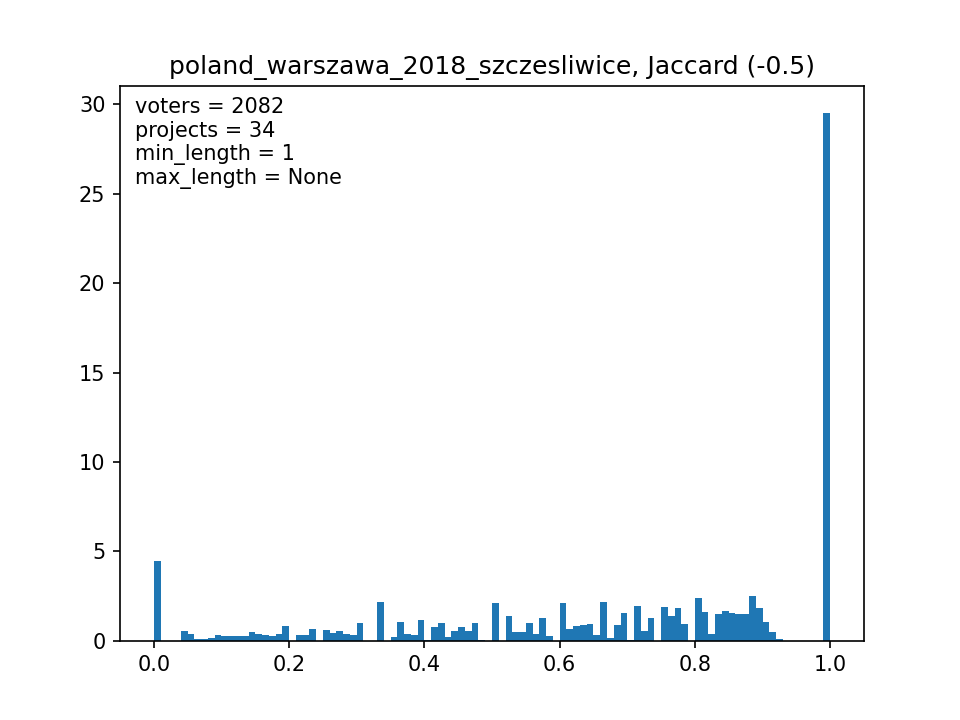 poland_warszawa_2018_szczesliwice, Jaccard (-0.5)
voters = 2082
projects = 34
min_length = 1
max_length = None
30
25
20
15
10
5
0
0.0 0.2 0.4 0.6 0.8 1.0